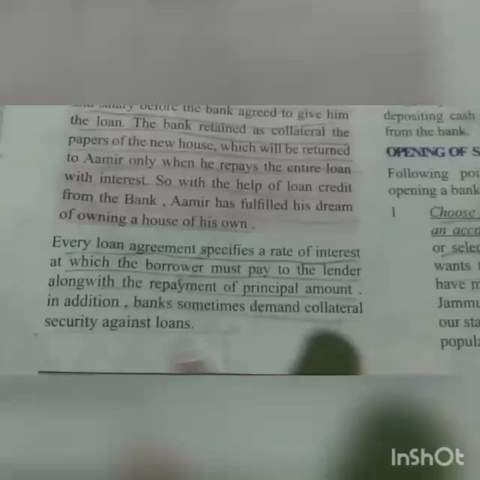 salary before the bank agreed to give him
the loan. The bank retained as collateral the
papers of the new house, which will be returned
to Aamir only when he repays the entire loan
with interest. So with the help of loan credit
from the Bank , Aamir has fulfilled his dream
of owning a house of his own .
Every loan agreement specifies a rate of interest
at which the borrower must pay to the lender
alongwith the repayment of principal amount .
in addition , banks sometimes demand collateral
security against loans.
depositing cash
from the bank.
OPENING OF S
Following poi
opening a bank
1 Choose
an acco
or selec
wants t
have m
Jammu
our sta
popula
InShOt